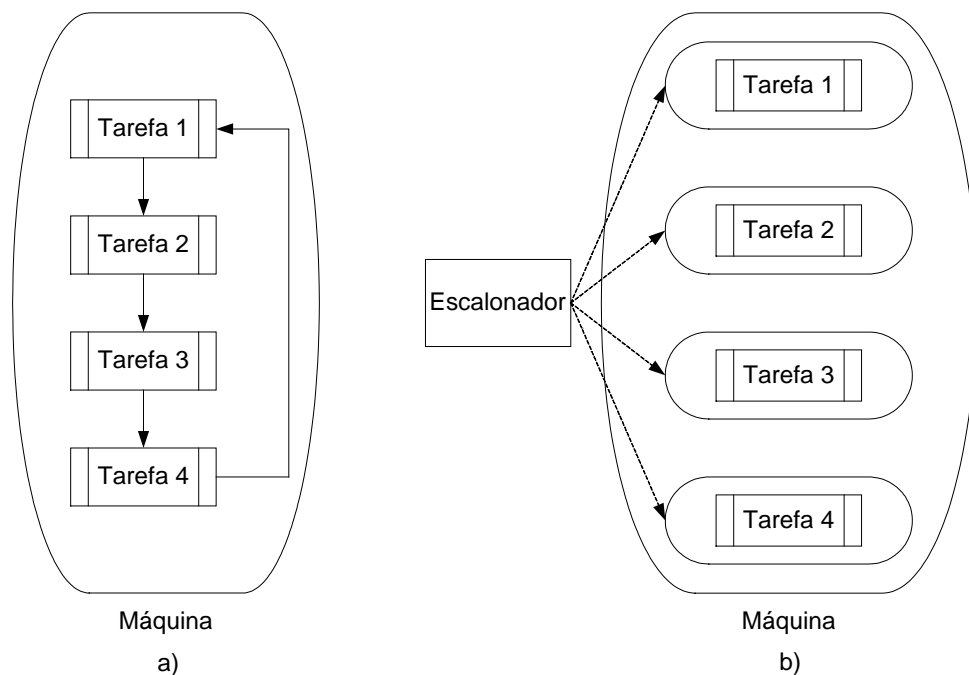 Tarefa 1
Tarefa 2
Tarefa 3
Tarefa 4
Máquina
a)
Escalonador
Tarefa 1
Tarefa 2
Tarefa 3
Tarefa 4
Máquina
b)